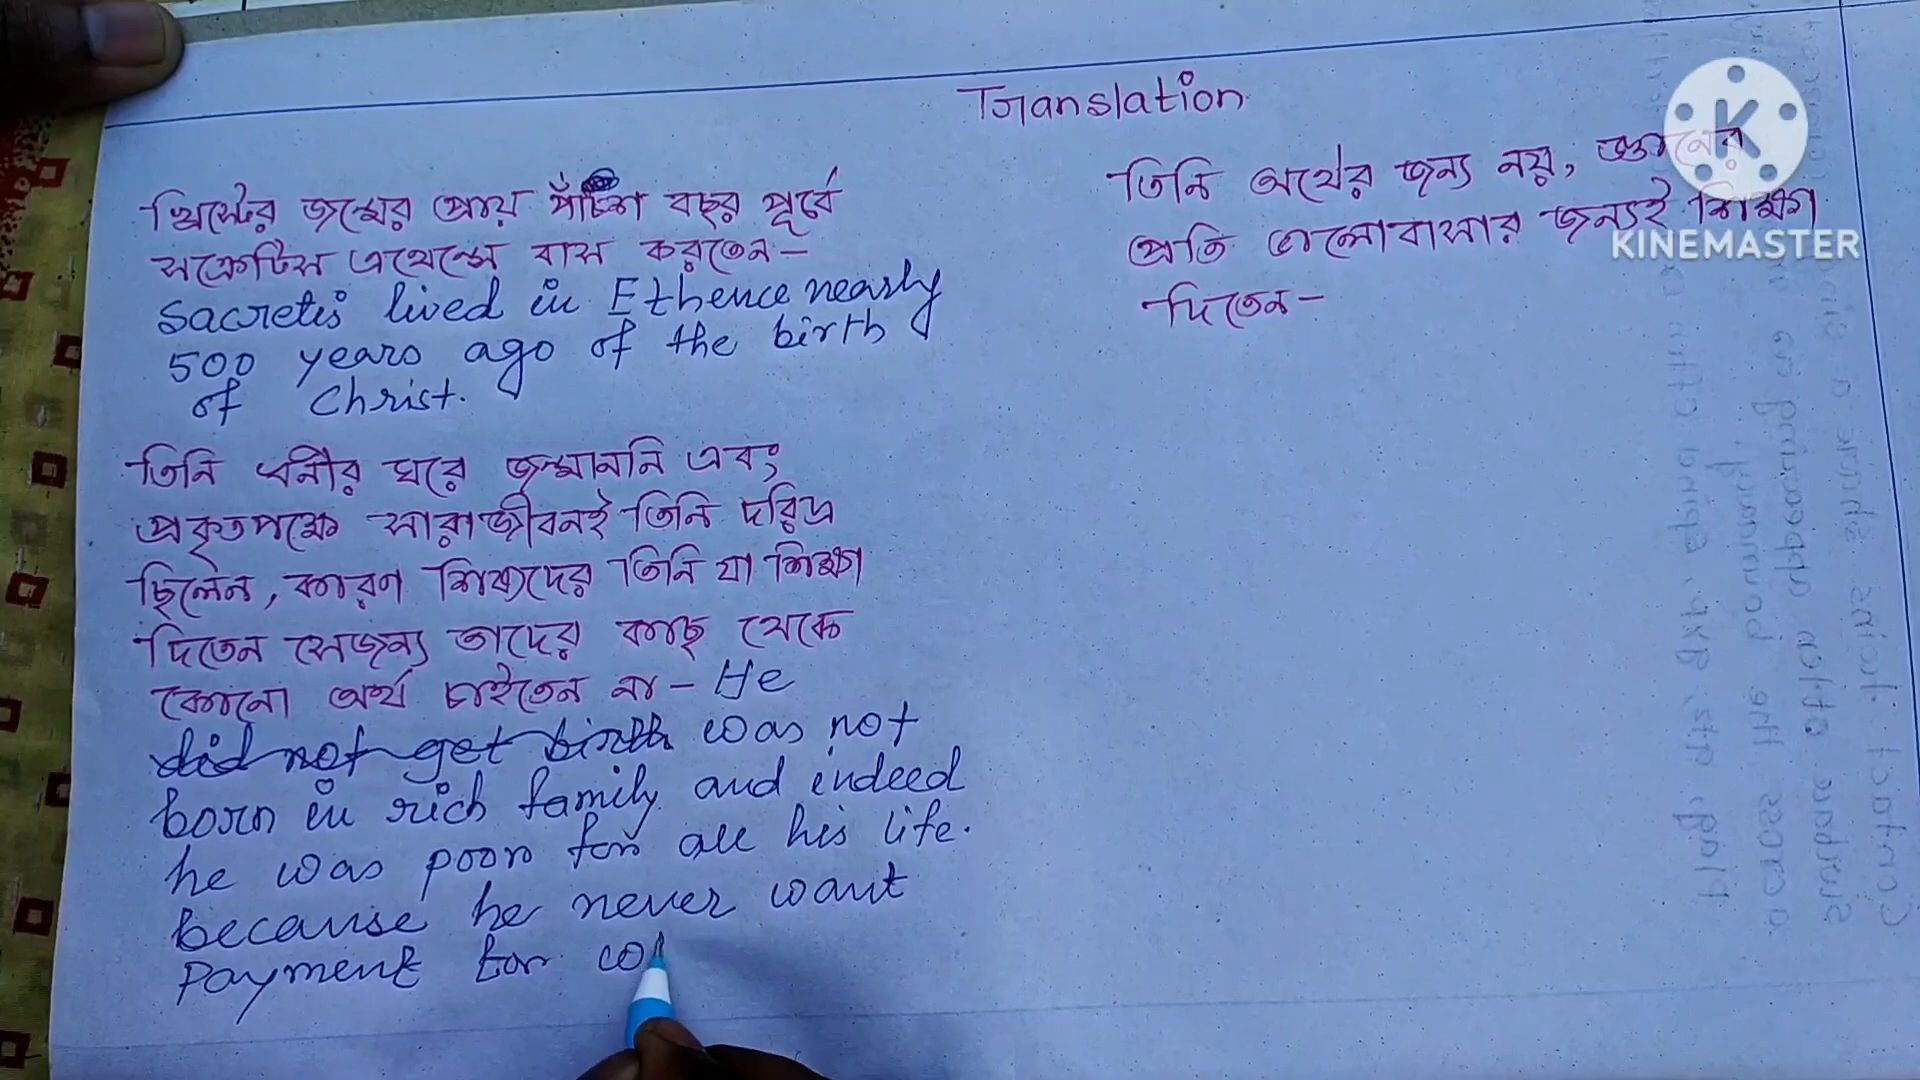 Translation
খ্রিস্টের জন্মের প্রায় পাঁচশ বছর পূর্বে
সক্রেটিস এথেন্সে বাস করতেন-
Sacretis lived in Ethence nearly
500 years ago of the birth
of Christ.
তিনি ধনীর ঘরে জন্মাননি এবং
প্রকৃতপক্ষে সারাজীবনই তিনি দরিদ্র
ছিলেন, কারণ শিষ্যদের তিনি যা শিক্ষা
দিতেন সেজন্য তাদের কাছ থেকে
কোনো অর্থ চাইতেন না- He
did not get birth was not
born in rich family and indeed
he was poor for all his life.
because he never want
payment for
তিনি অর্থের জন্য নয়, জ্ঞানের
প্রতি ভালোবাসার জন্যই শিক্ষা
দিতেন-
K
KINEMASTER